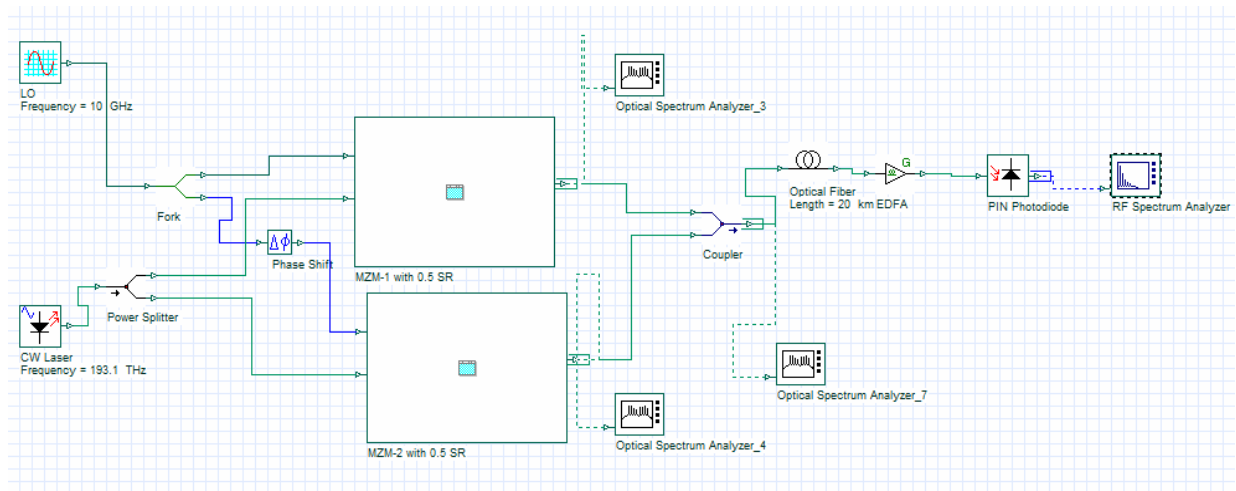 LO
Frequency = 10  GHz
Optical Spectrum Analyzer_3
Fork
Phase Shift
Δϕ
MZM-1 with 0.5 SR
Power Splitter
CW Laser
Frequency = 193.1  THz
MZM-2 with 0.5 SR
Optical Spectrum Analyzer_4
Coupler
Optical Spectrum Analyzer_7
Optical Fiber
Length = 20  km
G
EDFA
PIN Photodiode
RF Spectrum Analyzer